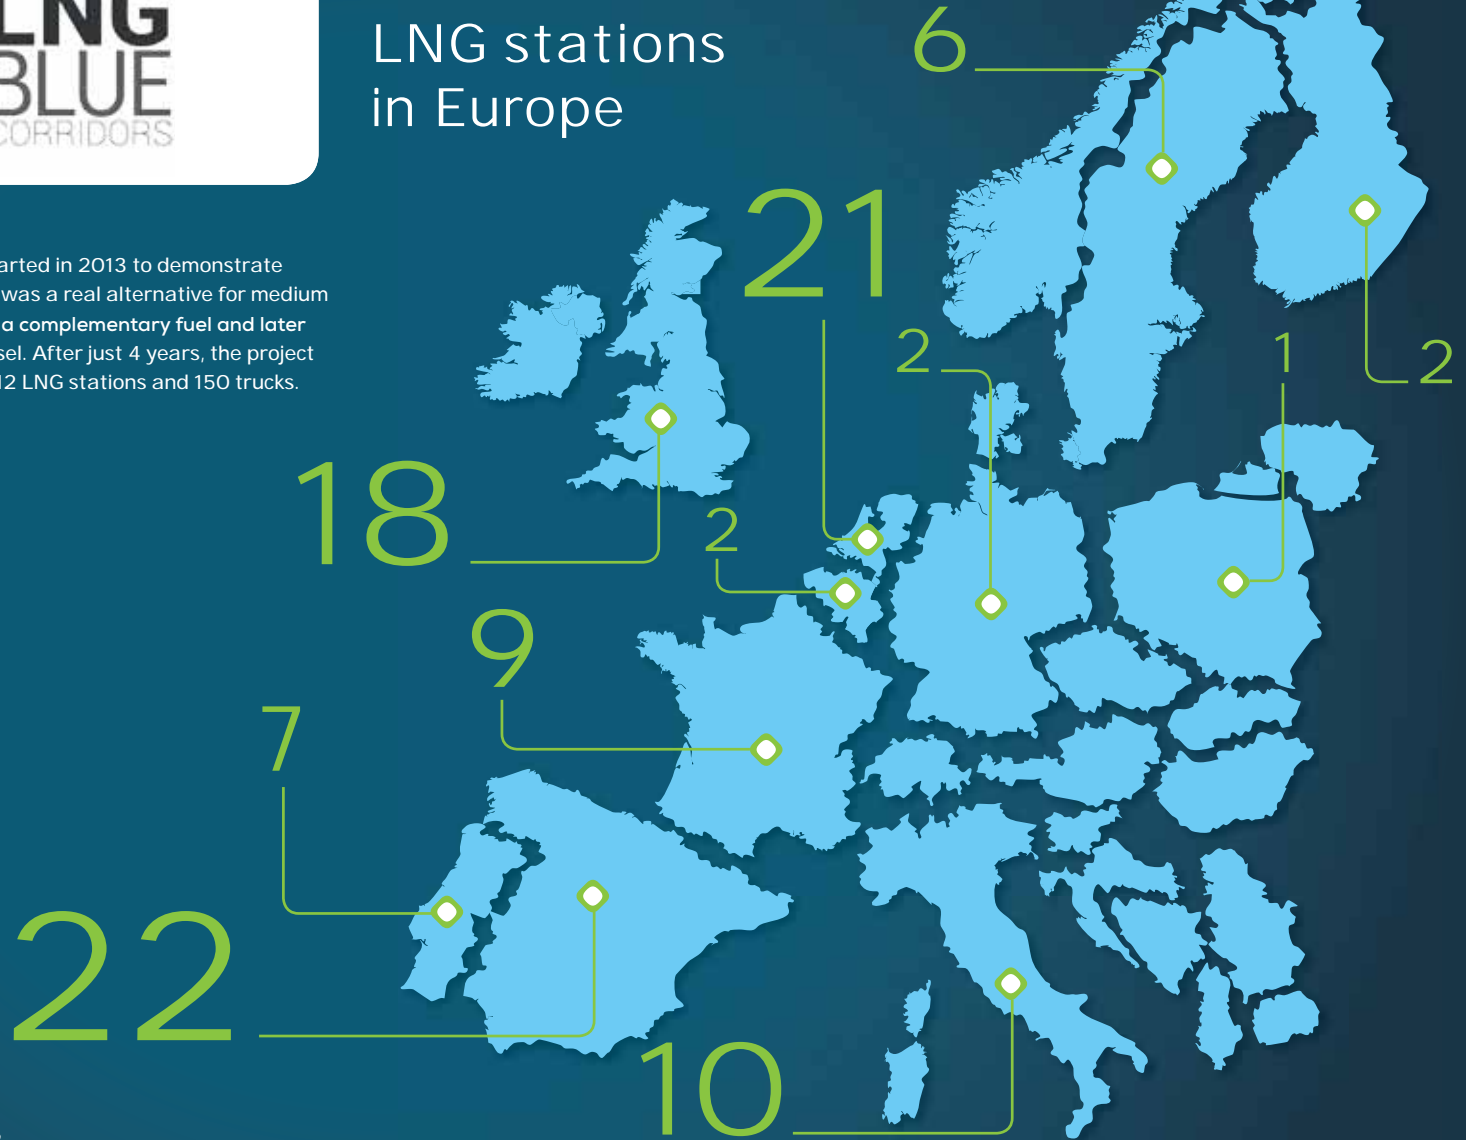 LNG
BLUE
CORRIDORS
LNG stations
in Europe
arted in 2013 to demonstrate
was a real alternative for medium
a complementary fuel and later
sel. After just 4 years, the project
12 LNG stations and 150 trucks.
6
21
2
1
2
18
2
9
7
22
10